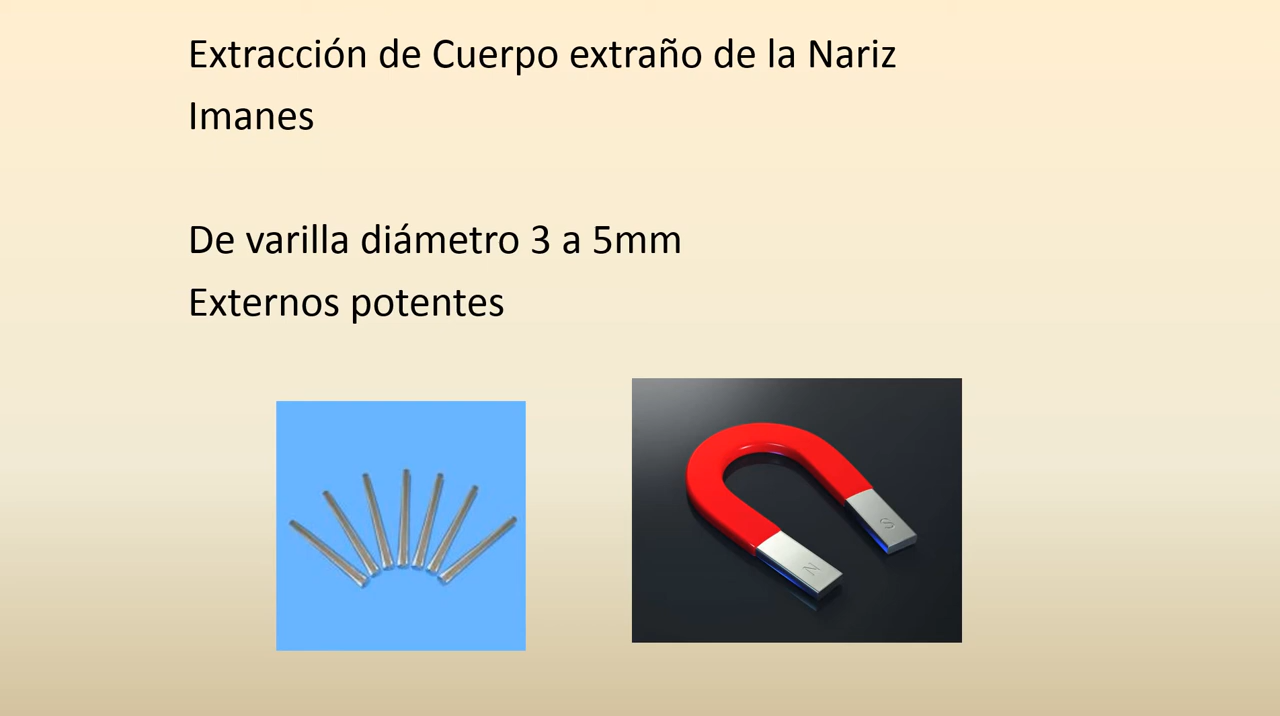 Extracción de Cuerpo extraño de la Nariz
Imanes
De varilla diámetro 3 a 5mm
Externos potentes
S
N